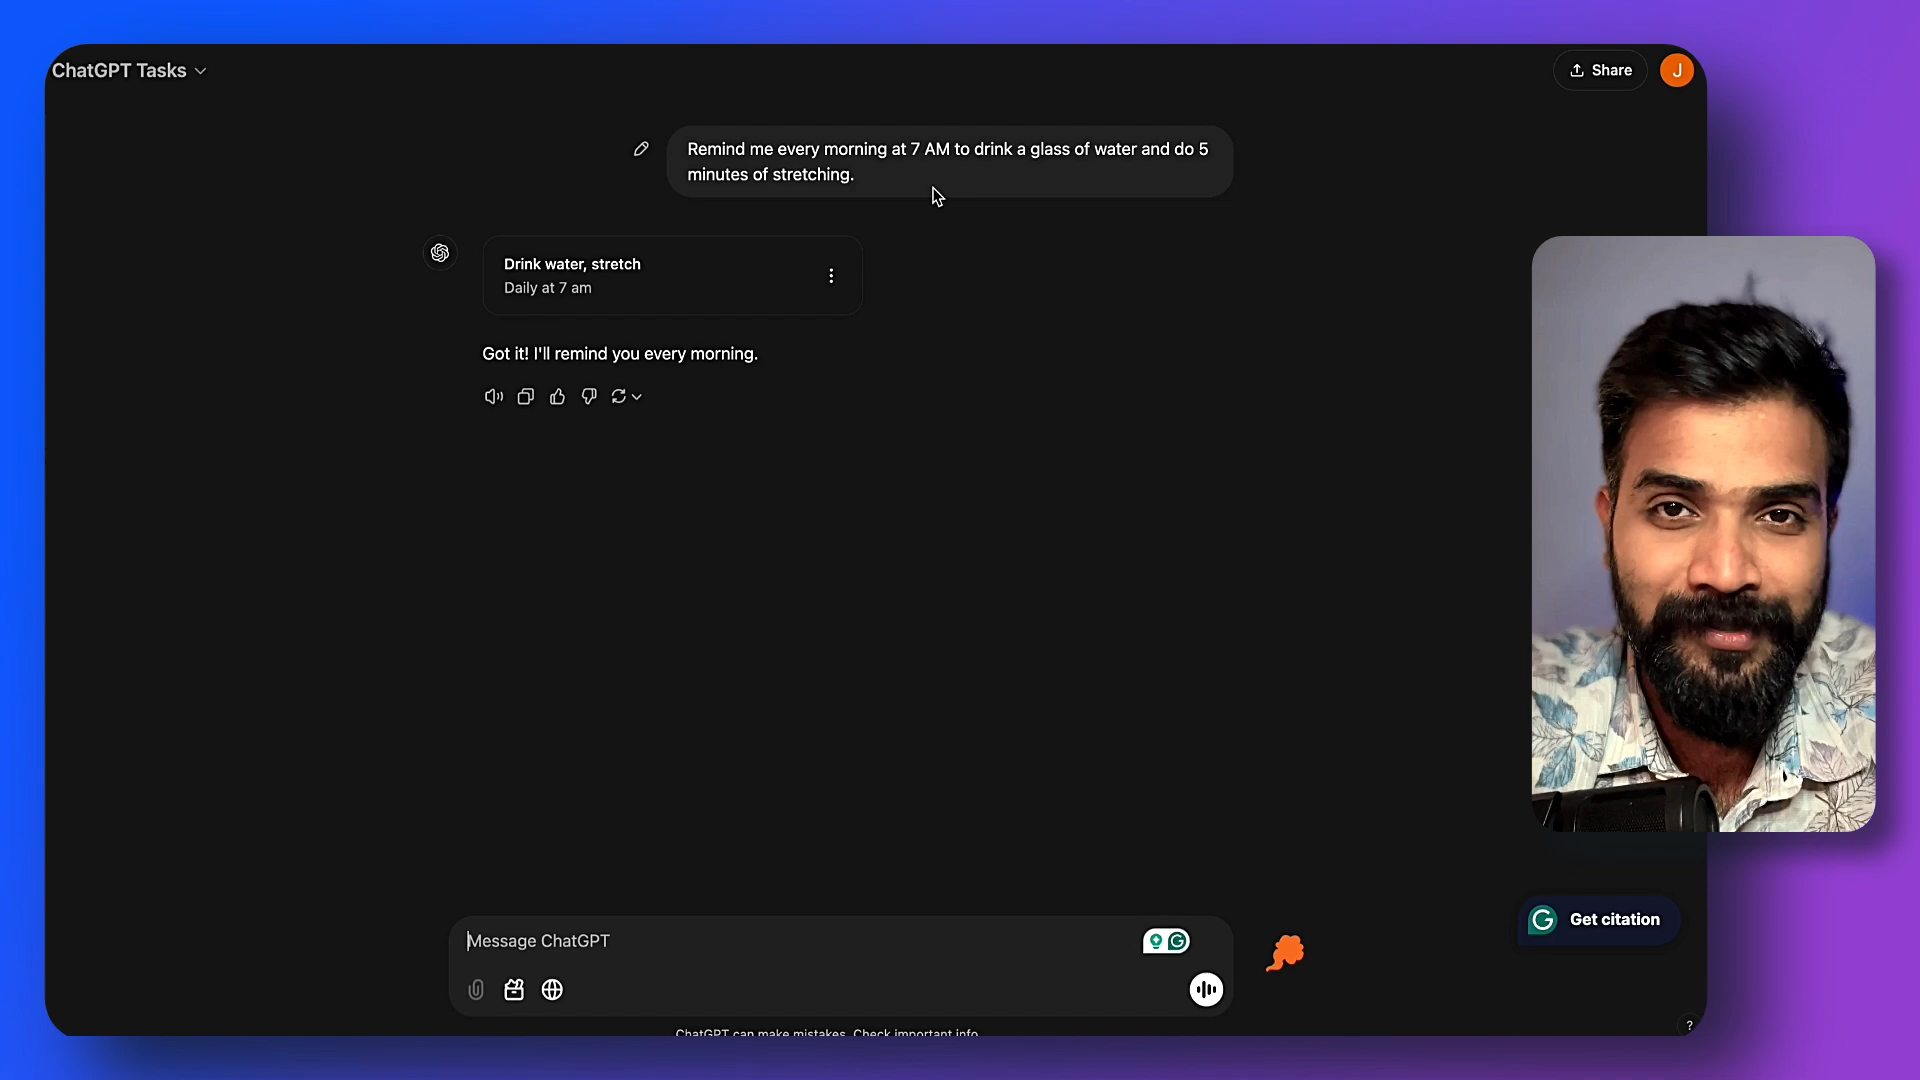 ChatGPT Tasks
Share
J
Remind me every morning at 7 AM to drink a glass of water and do 5
minutes of stretching.
Drink water, stretch
Daily at 7 am
Got it! I'll remind you every morning.
Get citation
Message ChatGPT
ChatGPT can make mistakes. Check important info.
?